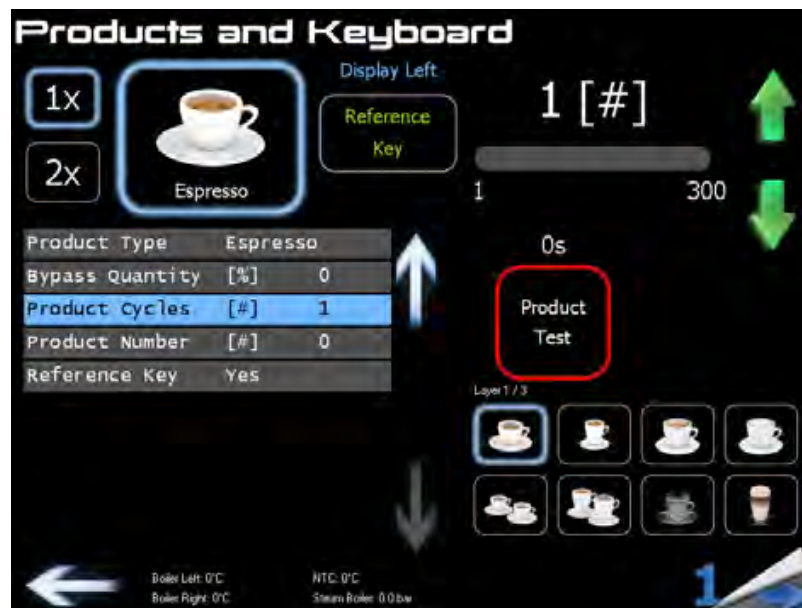 Products and Keyboard
1x
2x
Espresso
Display Left
Reference
Key
1 [#]
1 300
Product Type Espresso
Bypass Quantity [%] 0
Product Cycles [#] 1
Product Number [#] 0
Reference Key Yes
0s
Product
Test
Layer 1 / 3
Boiler Left: 0°C NTC: 0°C
Boiler Right: 0°C Steam Boiler: 0.0 bar
1